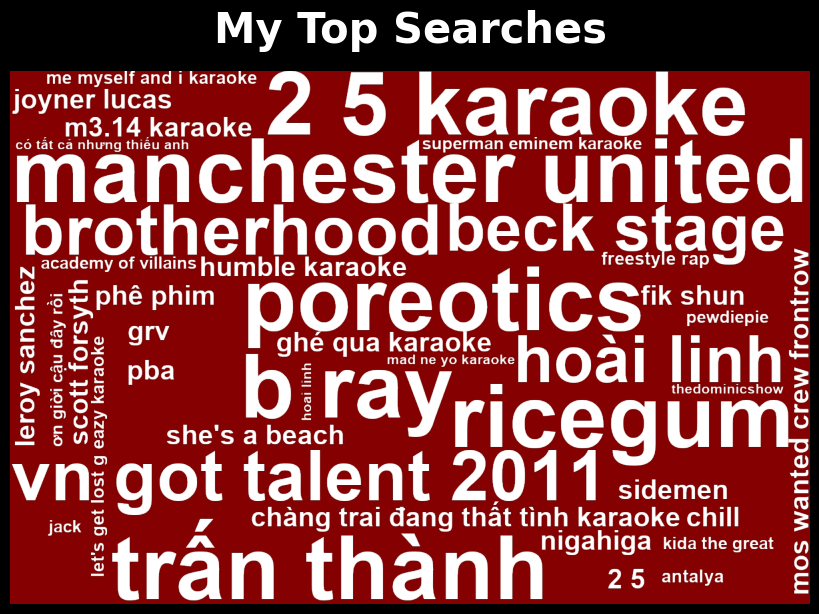 My Top Searches
me myself and i karaoke
joyner lucas
2 5 karaoke
m3.14 karaoke
có tất cả nhưng thiếu anh
superman eminem karaoke
manchester united
brotherhood
beck stage
academy of villains
humble karaoke
freestyle rap
leroy sanchez
ơn giời cậu đây rồi
scott forsyth
phê phim
poreotics
fik shun
pewdiepie
grv
ghé qua karaoke
let's get lost g eazy karaoke
pba
mad ne yo karaoke
hoài linh
b ray
hoai linh
thedominicshow
ricegum
mos wanted crew frontrow
she's a beach
vn got talent 2011
sidemen
jack
chàng trai đang thất tình karaoke
chill
trấn thành
nigahiga
kida the great
2 5
antalya